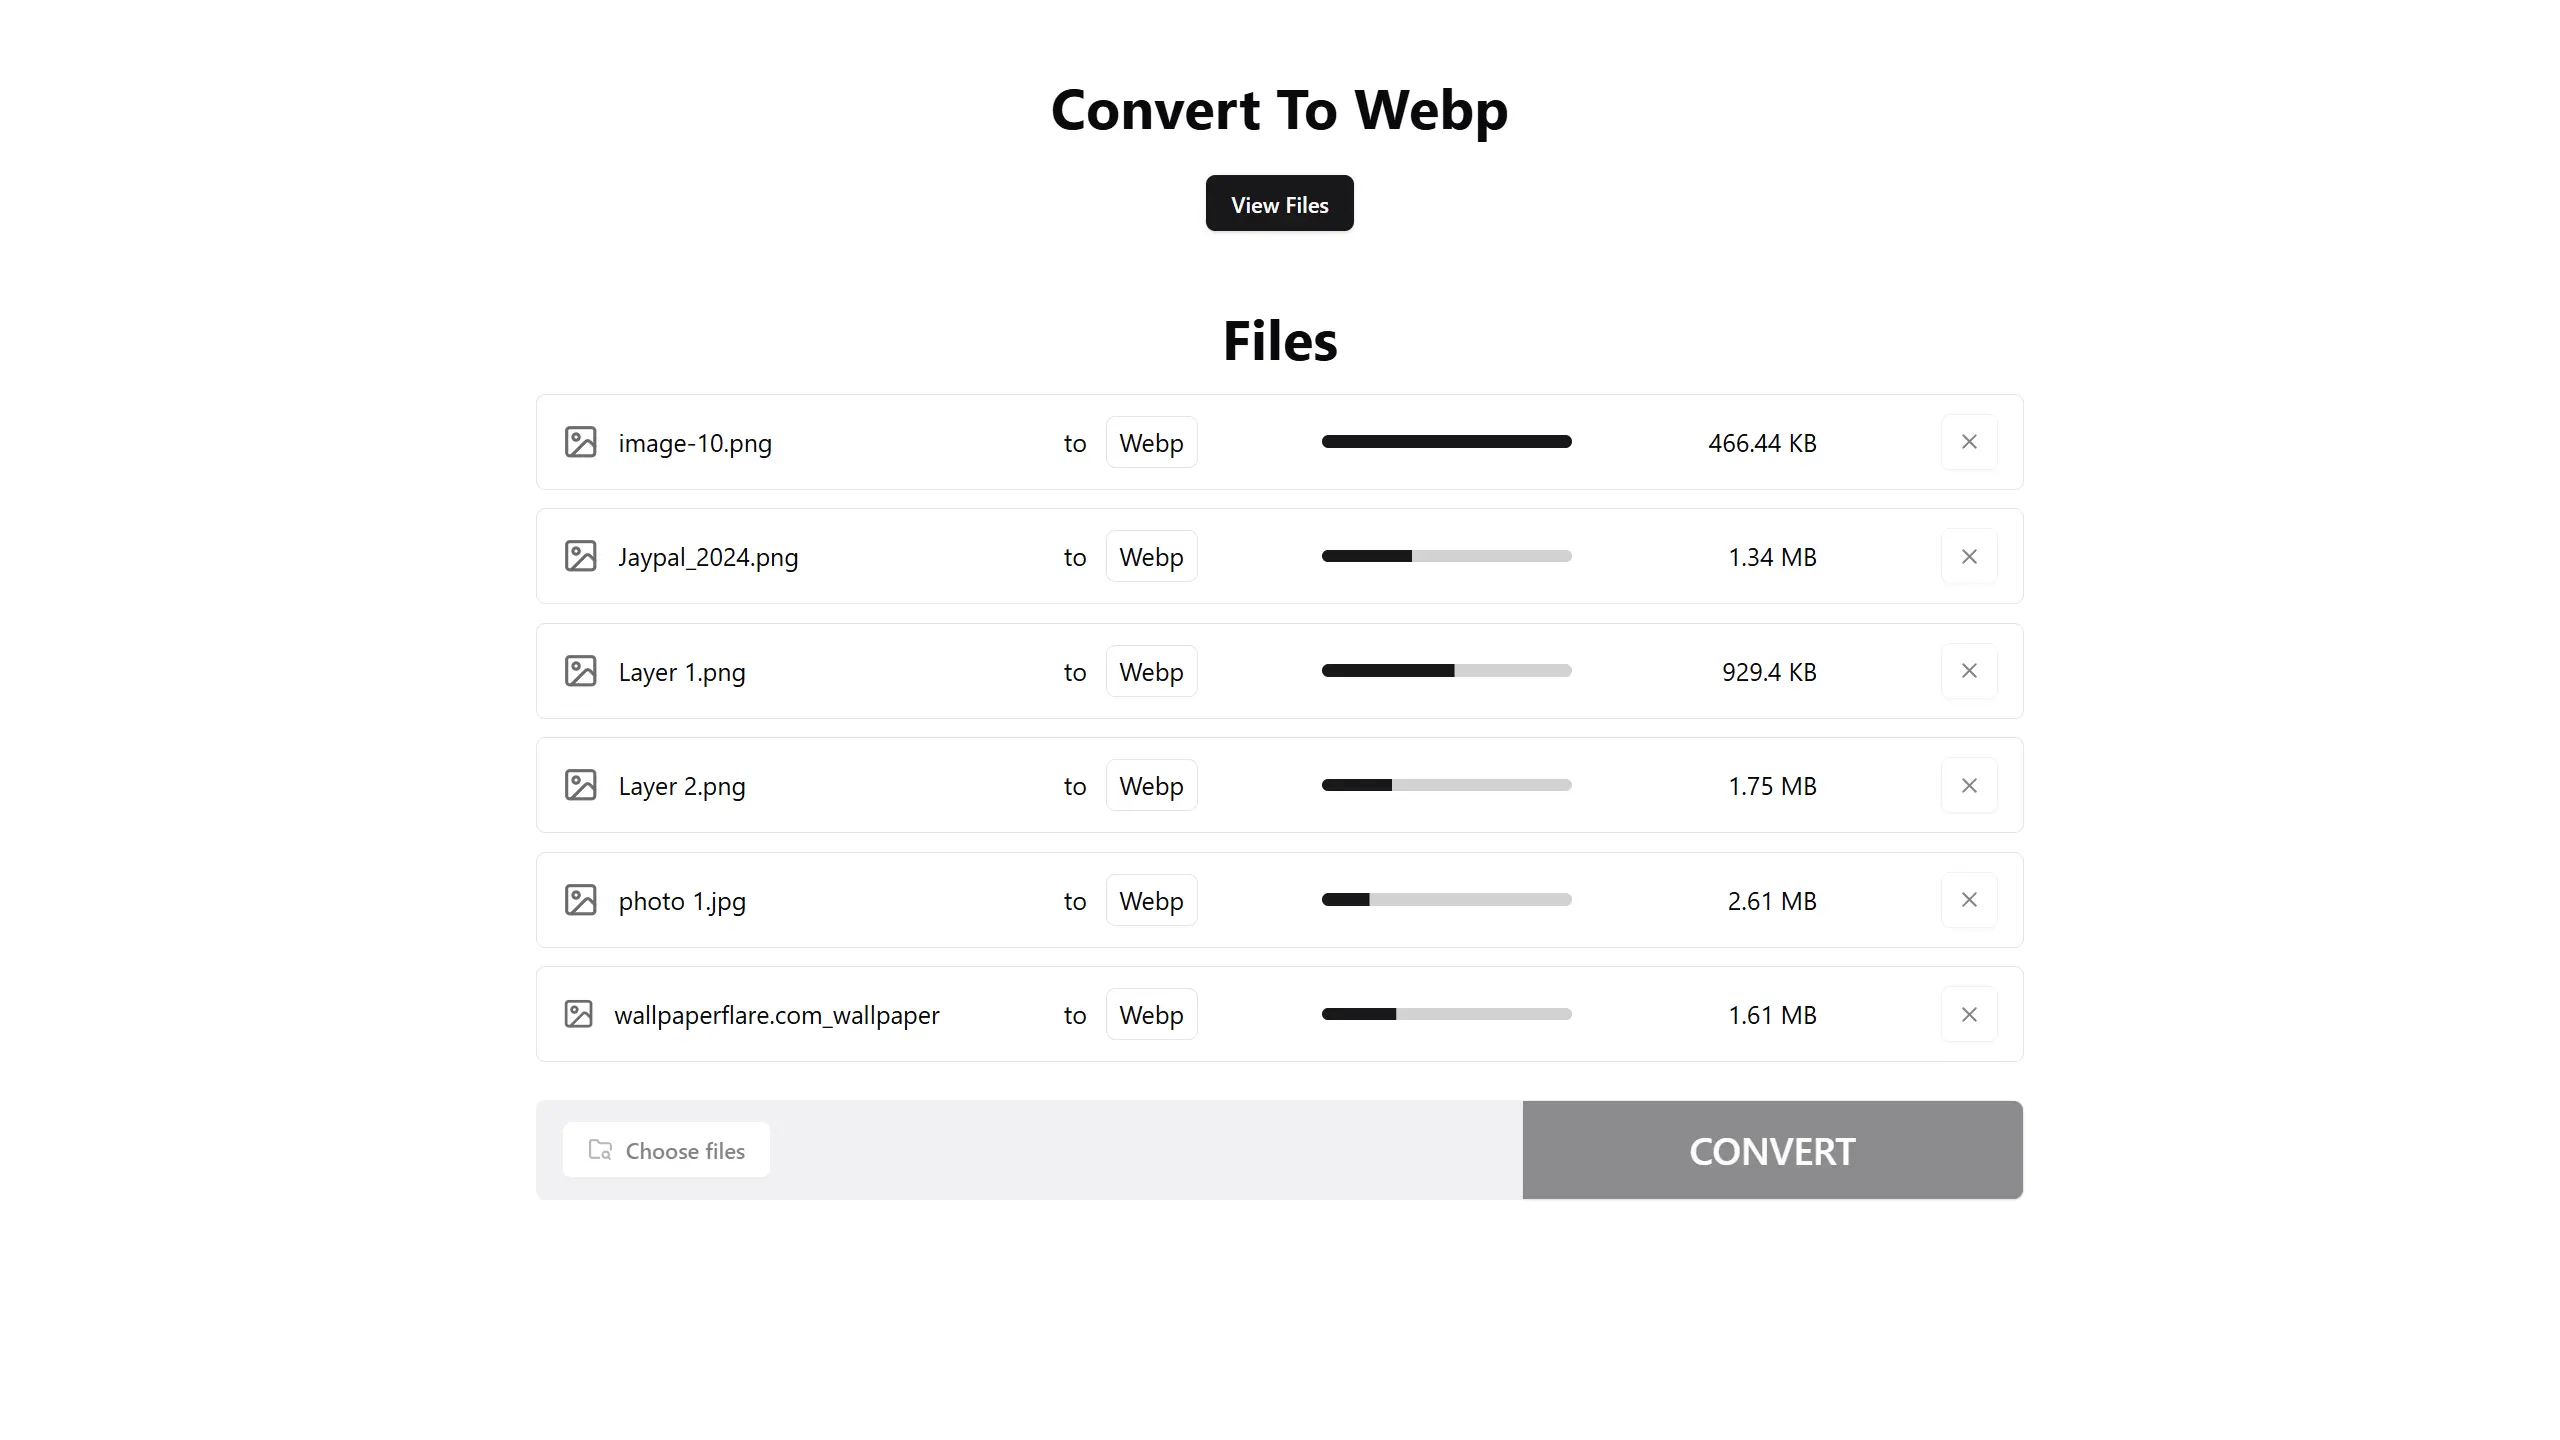 Convert To Webp
View Files
Files
image-10.png to Webp 466.44 KB
Jaypal_2024.png to Webp 1.34 MB
Layer 1.png to Webp 929.4 KB
Layer 2.png to Webp 1.75 MB
photo 1.jpg to Webp 2.61 MB
wallpaperflare.com_wallpaper to Webp 1.61 MB
Choose files CONVERT